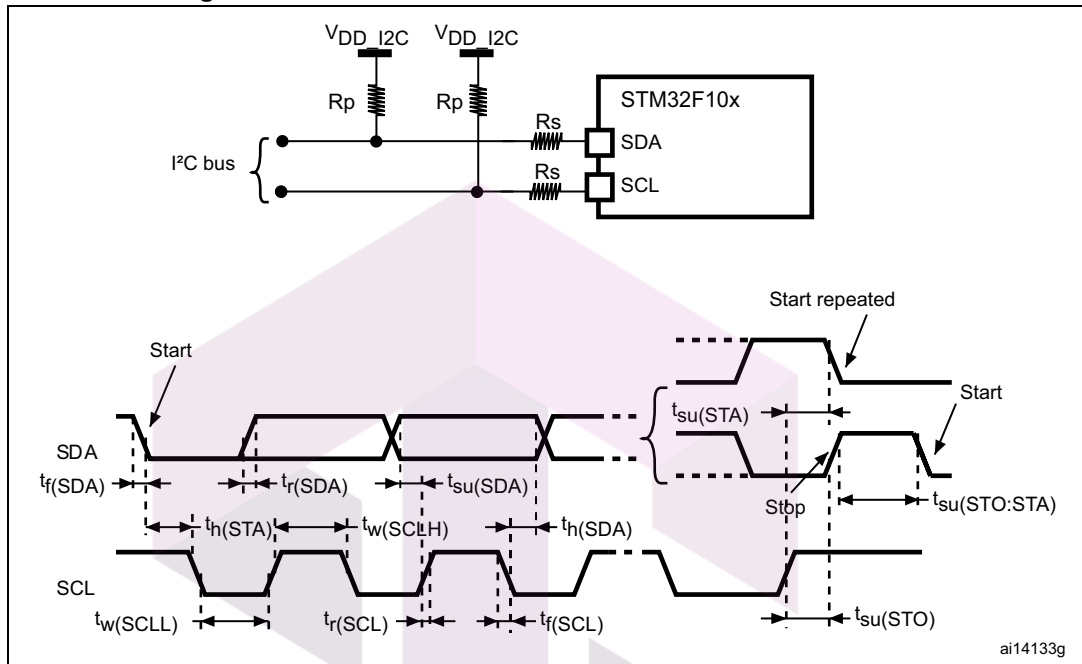 VDD_I2C VDD_I2C
Rp Rp
STM32F10x
Rs
SDA
I²C bus
Rs
SCL
Start repeated
Start
Start
tsu(STA)
SDA
tf(SDA) tr(SDA) tsu(SDA)
Stop
tsu(STO:STA)
th(STA) tw(SCLH) th(SDA)
SCL
tw(SCLL) tr(SCL) tf(SCL) tsu(STO)
ai14133g